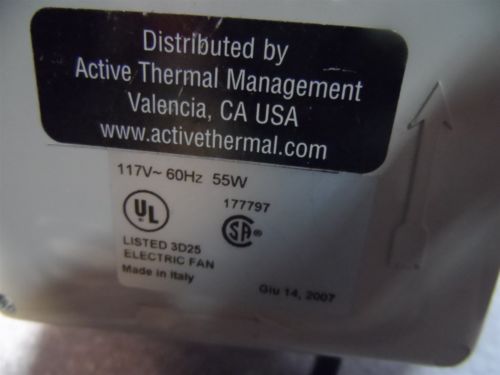 Distributed by
Active Thermal Management
Valencia, CA USA
www.activethermal.com
117V~ 60Hz 55W
177797
UL
SA®
LISTED 3D25
ELECTRIC FAN
Made in Italy
Giu 14, 2007